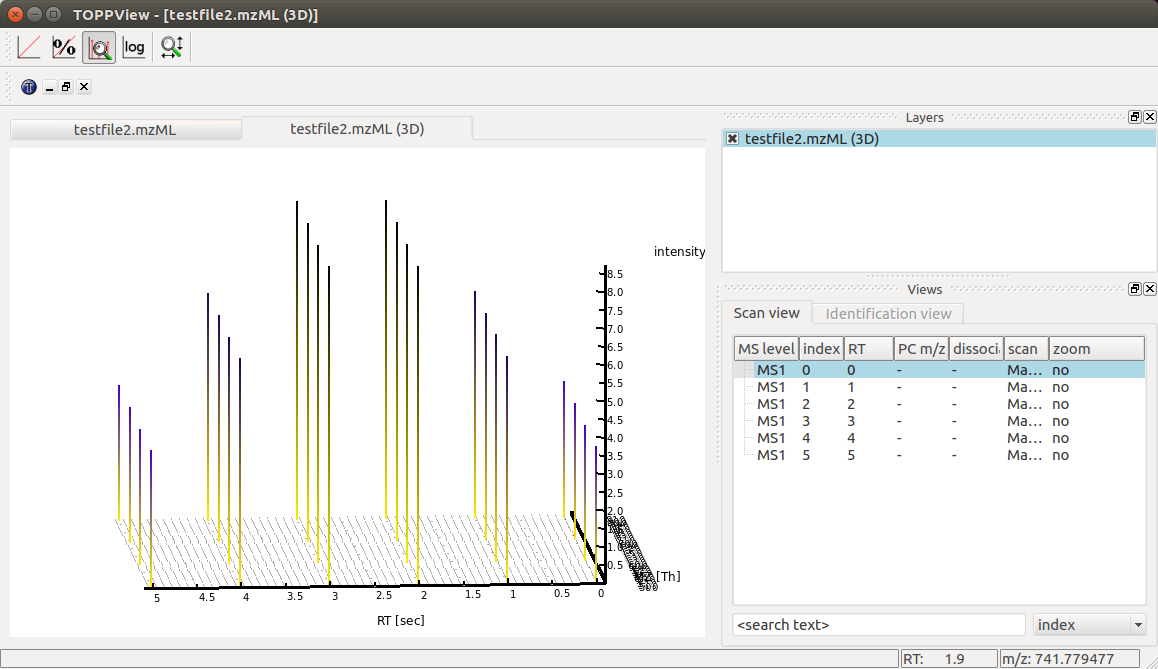 TOPPView - [testfile2.mzML (3D)]
% log
T
testfile2.mzML testfile2.mzML (3D)
intensity
8.5
8.0
7.5
7.0
6.5
6.0
5.5
5.0
4.5
4.0
3.5
3.0
2.5
2.0
1.0
0.5
[Th]
5 4.5 4 3.5 3 2.5 2 1.5 1 0.5 0
RT [sec]
Layers
testfile2.mzML (3D)
Views
Scan view Identification view
MS level index RT PC m/z dissoci scan zoom
MS1 0 0 - - Ma... no
MS1 1 1 - - Ma... no
MS1 2 2 - - Ma... no
MS1 3 3 - - Ma... no
MS1 4 4 - - Ma... no
MS1 5 5 - - Ma... no
<search text> index
RT: 1.9 m/z: 741.779477